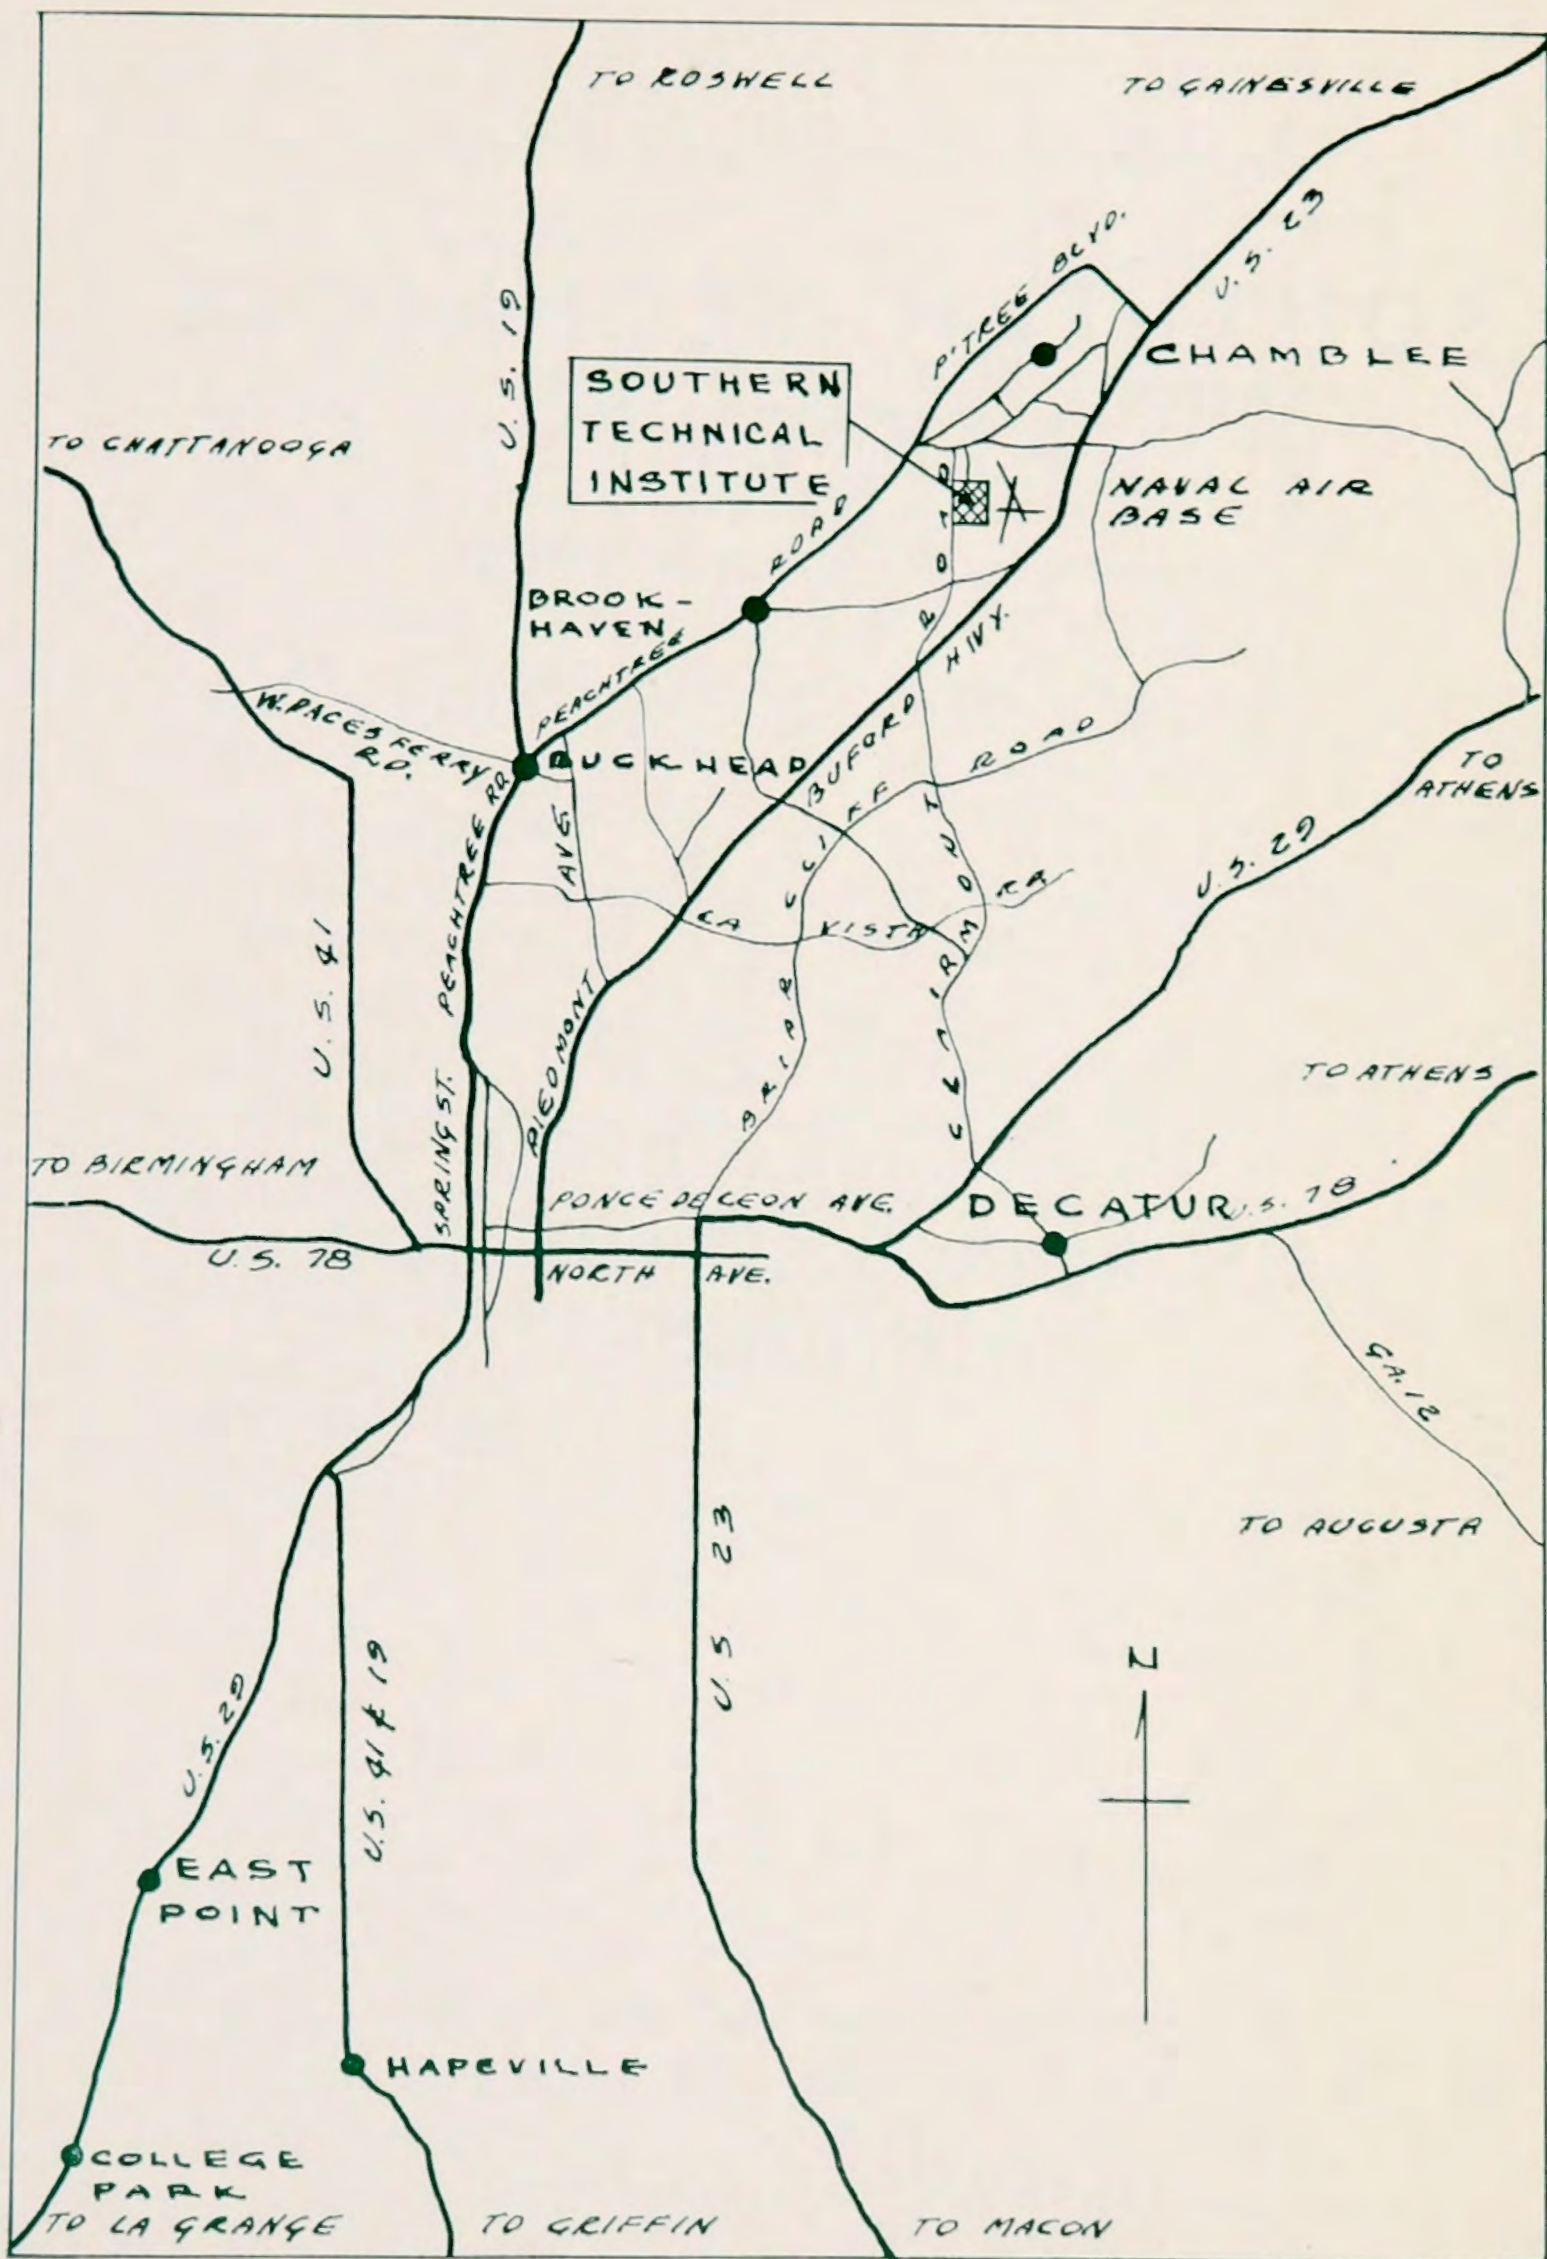 TO ROSWELL
TO GAINESVILLE
U.S. 23
P'TREE BLVD.
U.S. 19
CHAMBLEE
SOUTHERN
TECHNICAL
INSTITUTE
TO CHATTANOOGA
NAVAL AIR
BASE
BROOK-
HAVEN
PEACHTREE ROAD
W. PACES FERRY
RD.
BUCKHEAD
BUFORD HWY.
TO
ATHENS
PEACHTREE RD.
PIEDMONT AVE
BRIAR CLIFF ROAD
CLAIRMONT ROAD
LA VISTA RD
U.S. 29
U.S. 41
TO ATHENS
SPRING ST.
TO BIRMINGHAM
PONCE DE LEON AVE.
DECATUR
U.S. 78
U.S. 78
NORTH AVE.
GA. 12
TO AUGUSTA
U.S 23
N
U.S. 29
U.S. 41 & 19
EAST
POINT
HAPEVILLE
COLLEGE
PARK
TO LA GRANGE
TO GRIFFIN
TO MACON